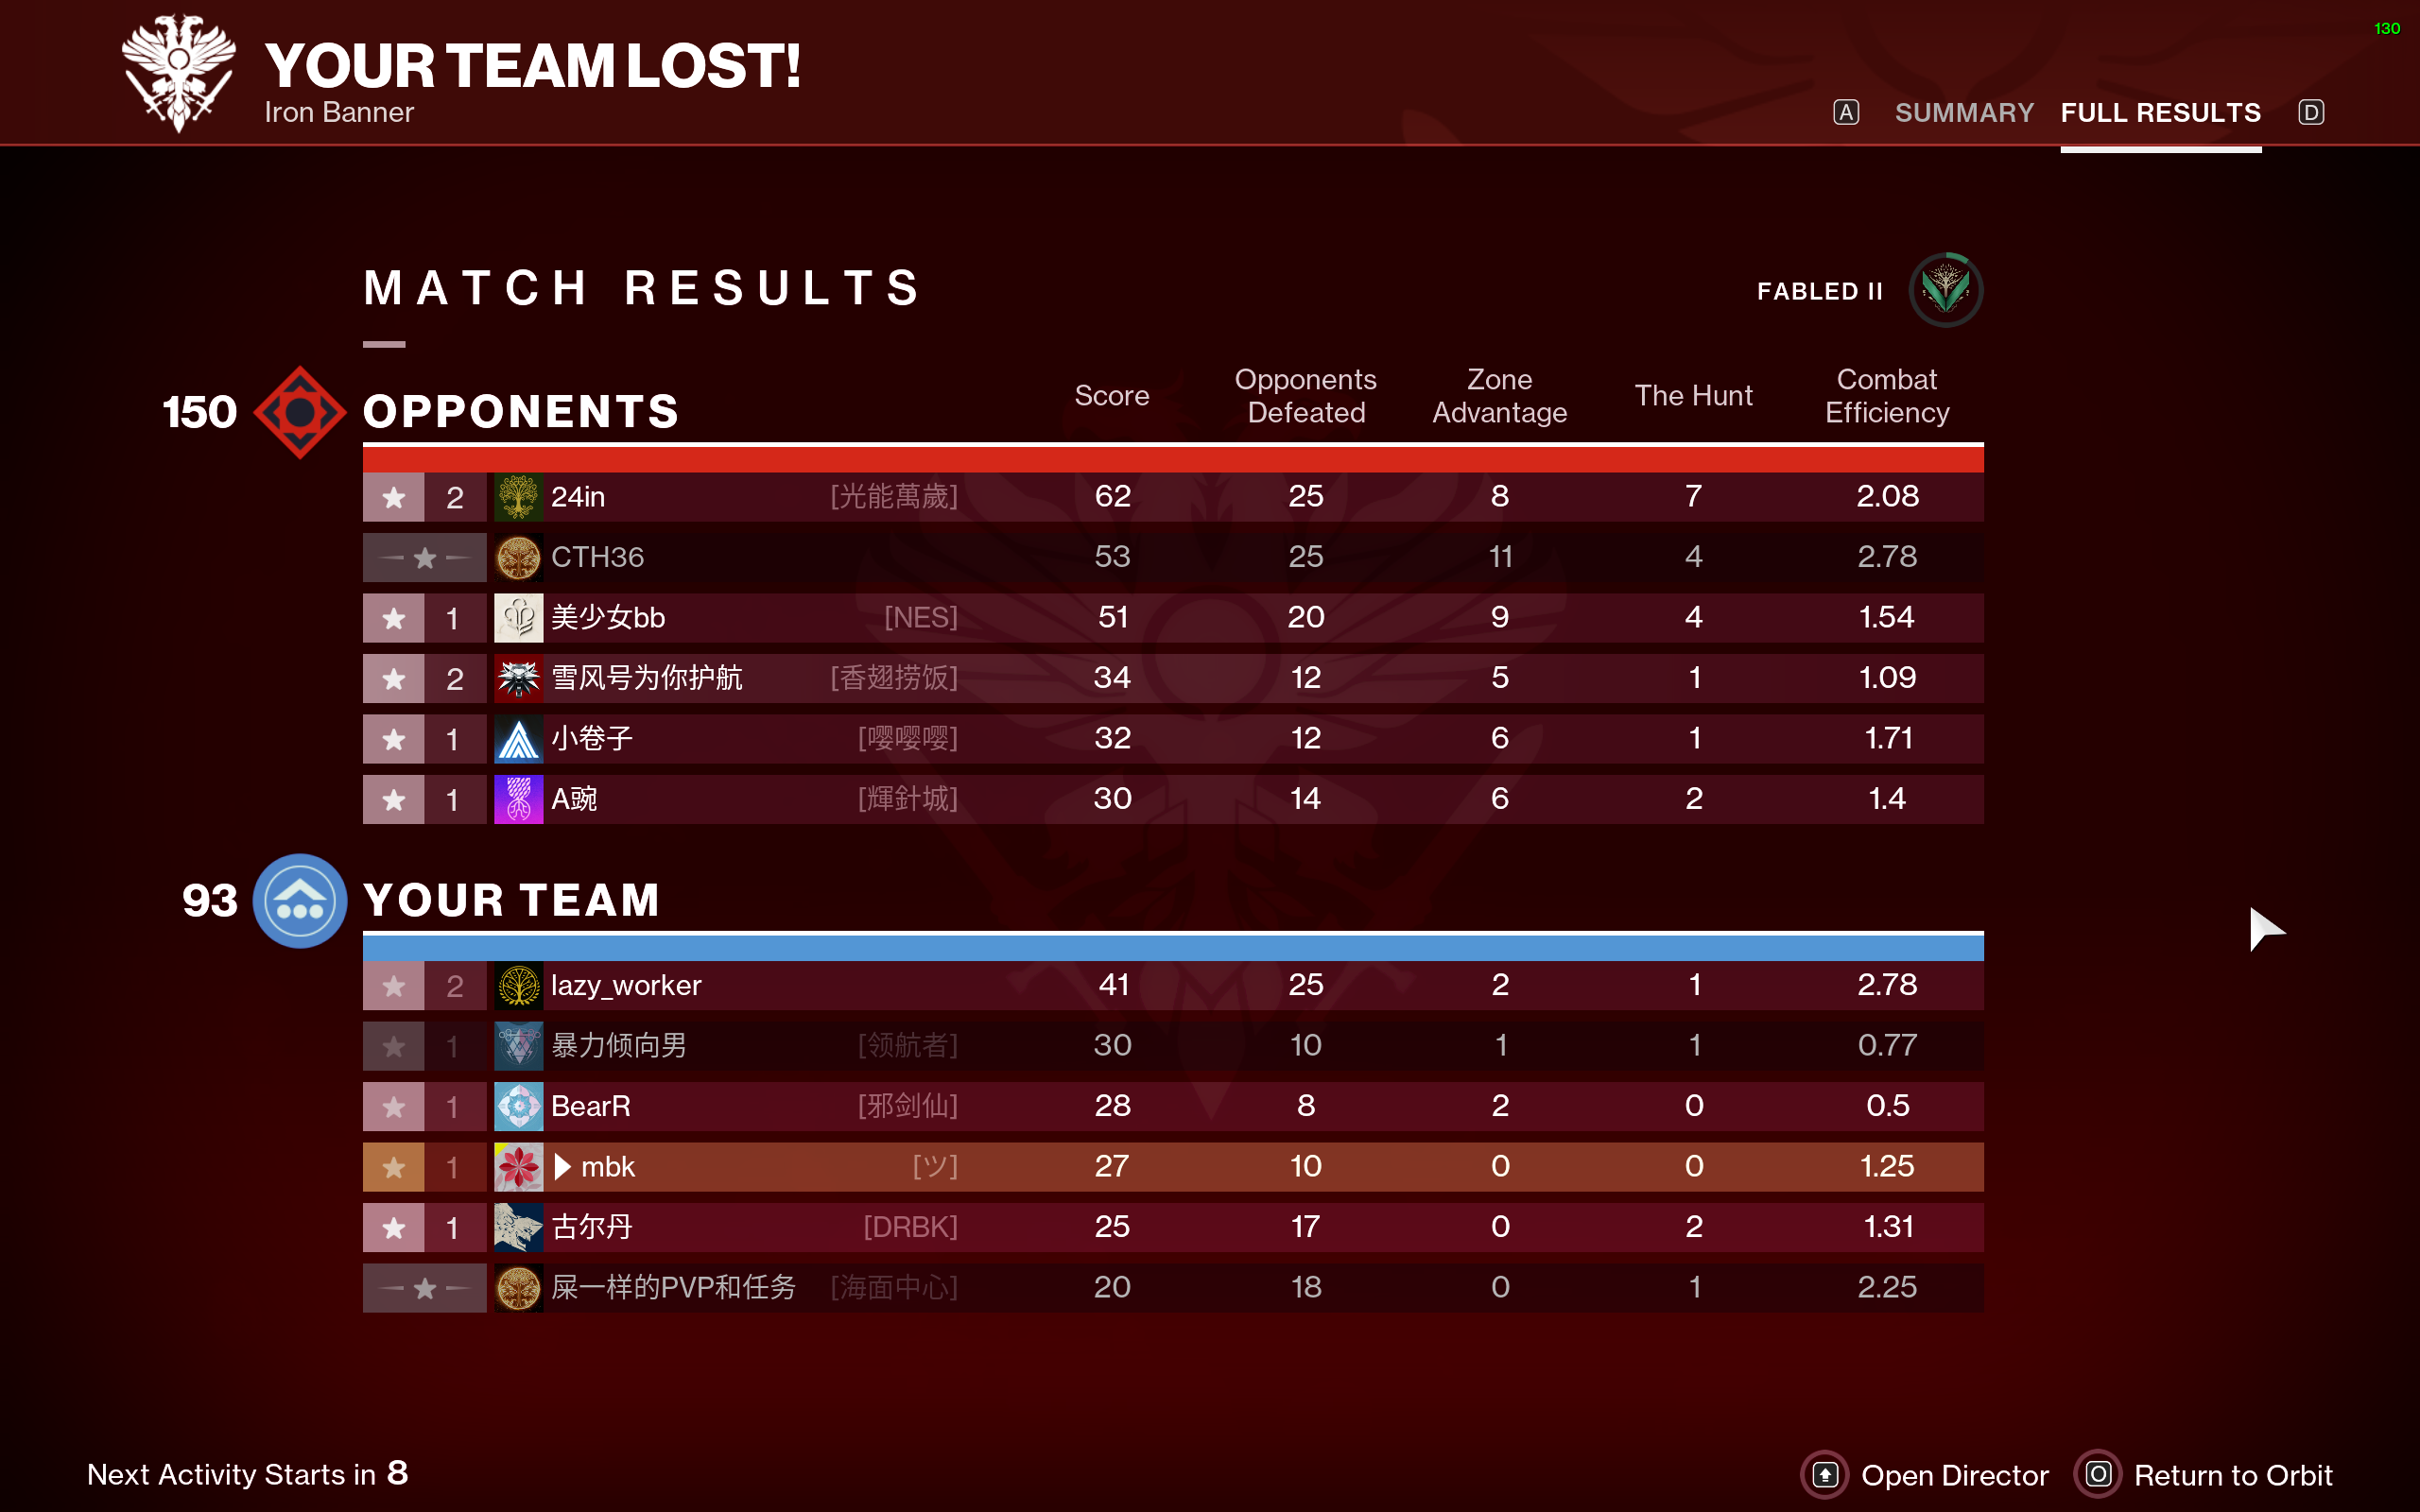 130
YOUR TEAM LOST!
Iron Banner
A SUMMARY FULL RESULTS D
MATCH RESULTS
FABLED II
150 OPPONENTS Score Opponents Defeated Zone Advantage The Hunt Combat Efficiency
2 24in [光能萬歲] 62 25 8 7 2.08
CTH36 53 25 11 4 2.78
1 美少女bb [NES] 51 20 9 4 1.54
2 雪风号为你护航 [香翅捞饭] 34 12 5 1 1.09
1 小卷子 [嘤嘤嘤] 32 12 6 1 1.71
1 A豌 [輝針城] 30 14 6 2 1.4
93 YOUR TEAM
2 lazy_worker 41 25 2 1 2.78
1 暴力倾向男 [领航者] 30 10 1 1 0.77
1 BearR [邪剑仙] 28 8 2 0 0.5
1 mbk [ツ] 27 10 0 0 1.25
1 古尔丹 [DRBK] 25 17 0 2 1.31
屎一样的PVP和任务 [海面中心] 20 18 0 1 2.25
Next Activity Starts in 8
Open Director O Return to Orbit